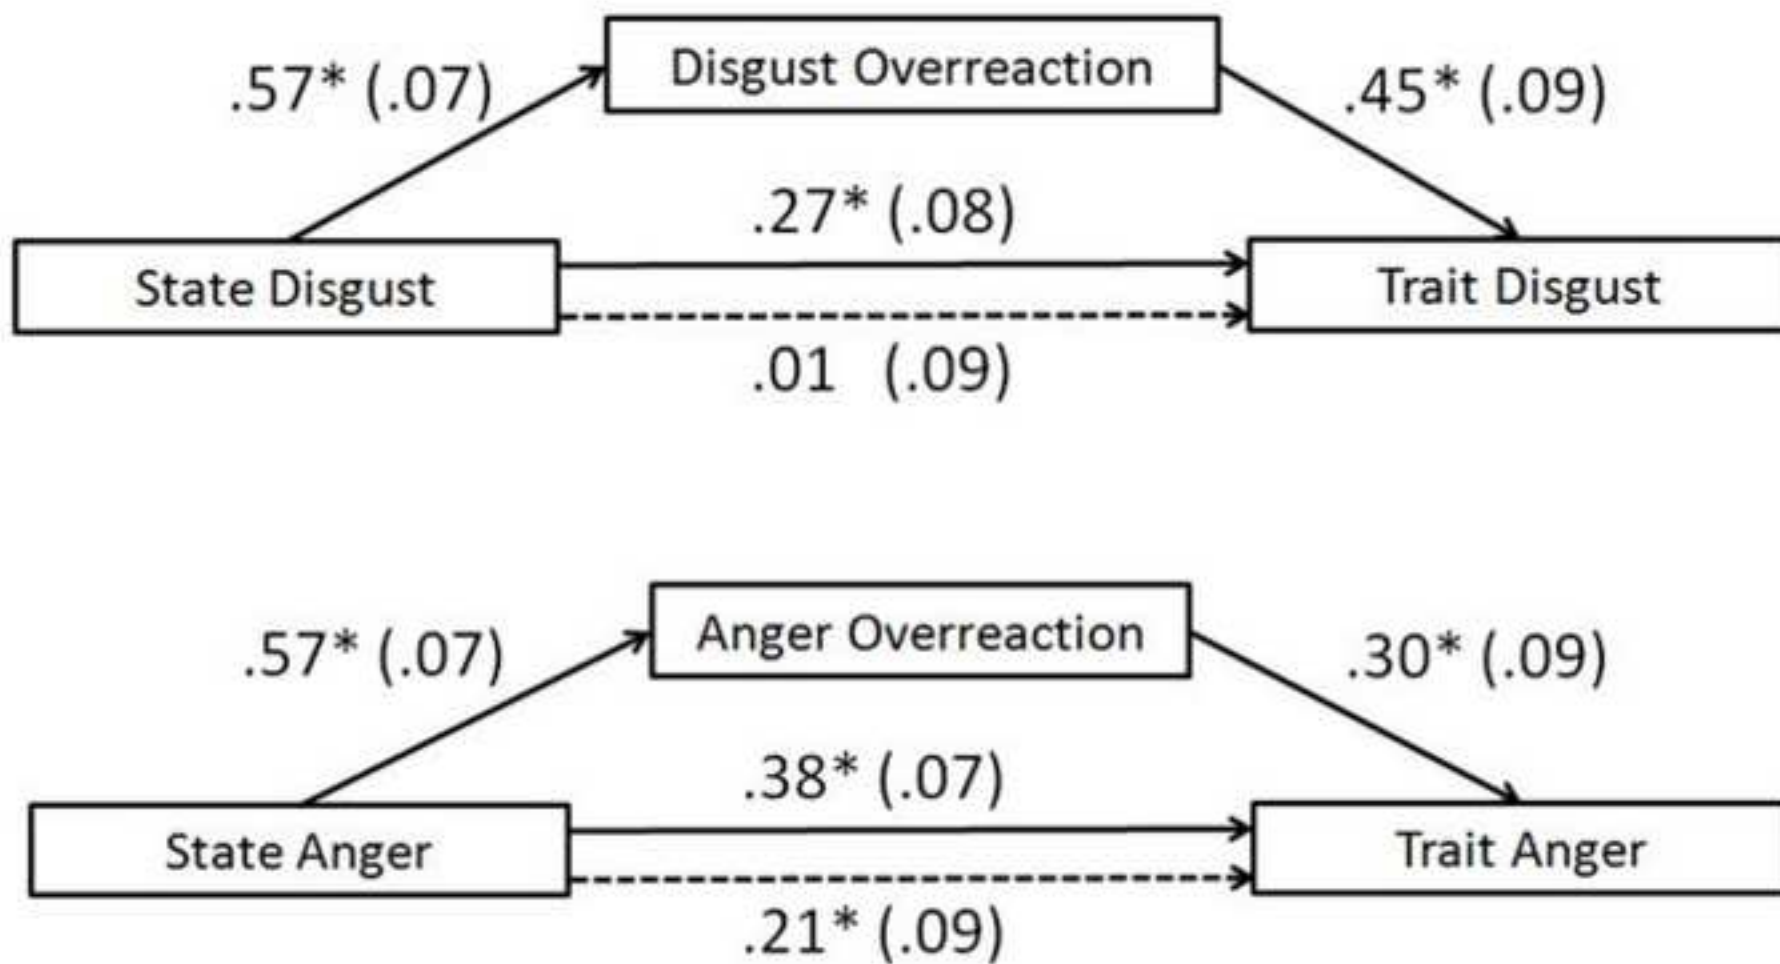 Disgust Overreaction
.57* (.07)
.45* (.09)
.27* (.08)
State Disgust
Trait Disgust
.01 (.09)
Anger Overreaction
.57* (.07)
.30* (.09)
.38* (.07)
State Anger
Trait Anger
.21* (.09)